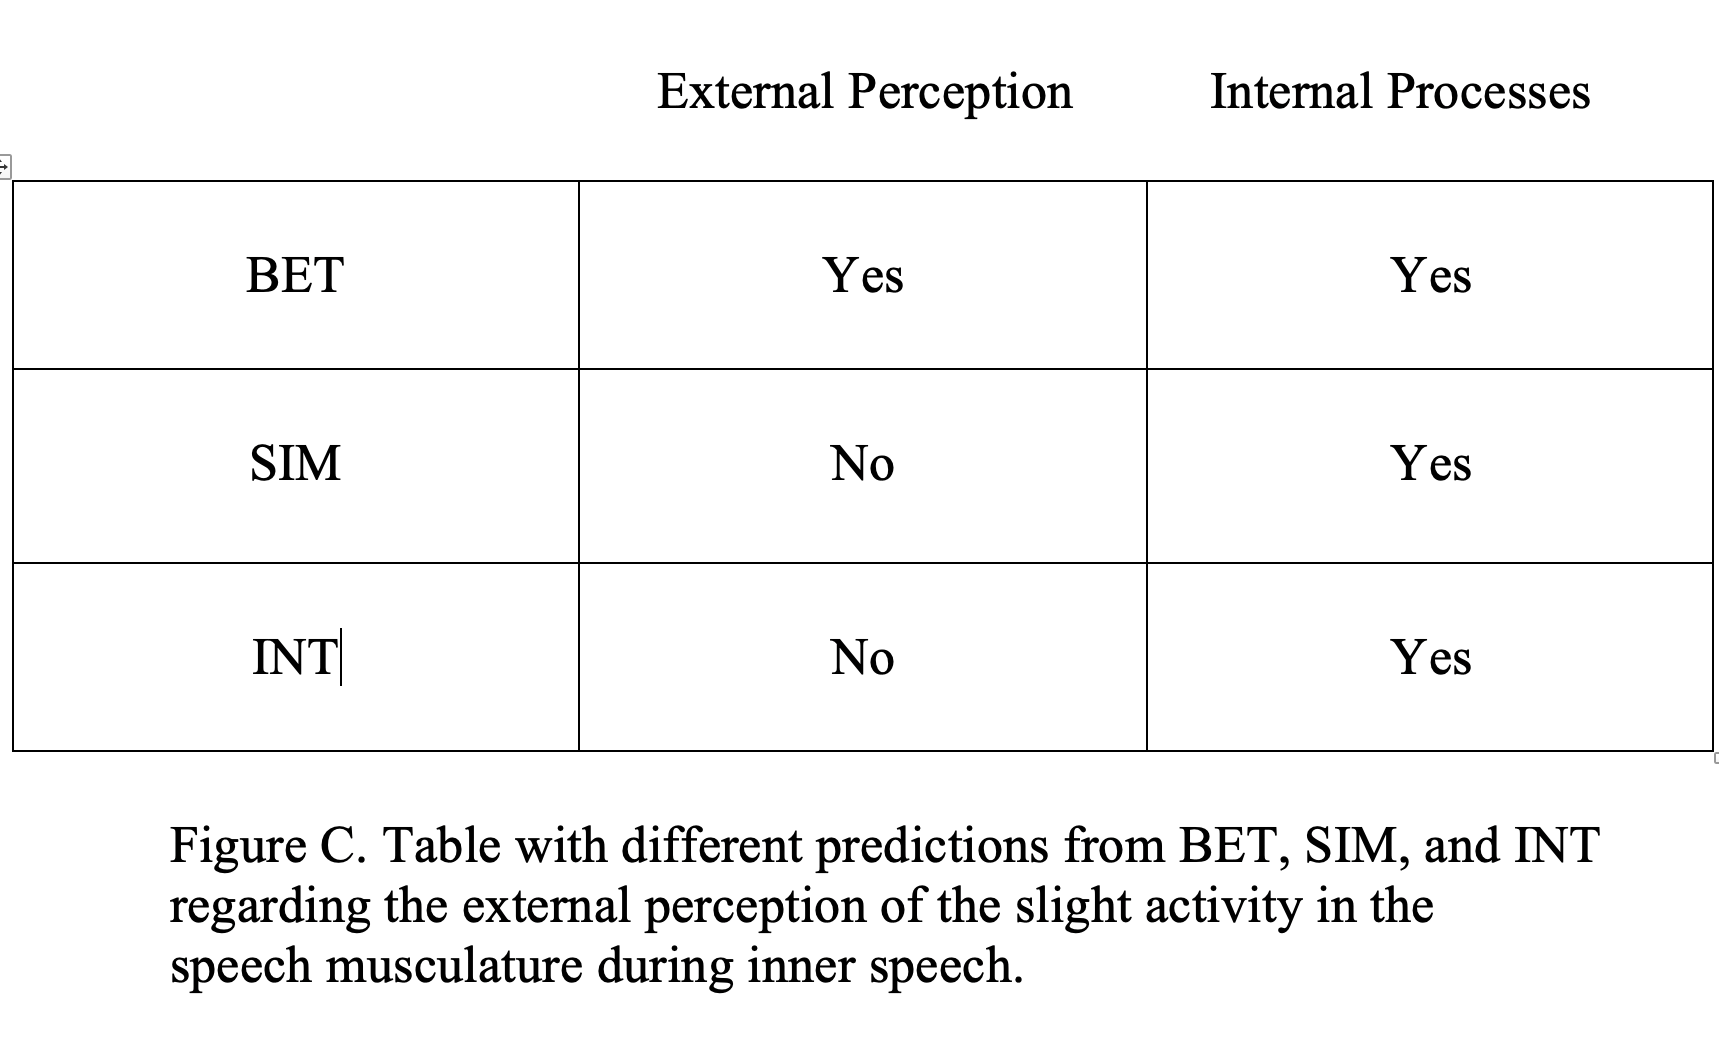 External Perception Internal Processes
BET Yes Yes
SIM No Yes
INT No Yes
Figure C. Table with different predictions from BET, SIM, and INT
regarding the external perception of the slight activity in the
speech musculature during inner speech.